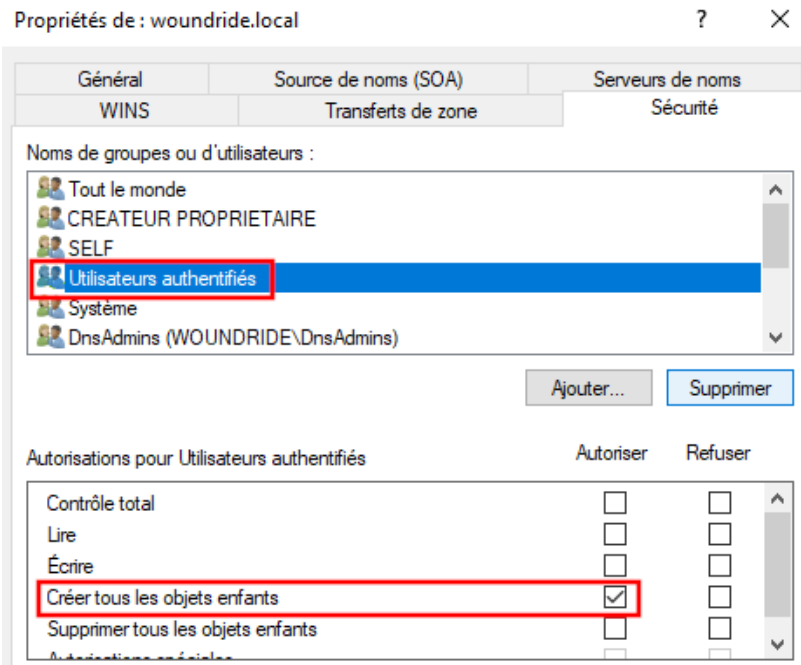 Propriétés de : woundride.local ? ×
Général Source de noms (SOA) Serveurs de noms
WINS Transferts de zone Sécurité
Noms de groupes ou d'utilisateurs :
Tout le monde
CREATEUR PROPRIETAIRE
SELF
Utilisateurs authentifiés
Système
DnsAdmins (WOUNDRIDE\DnsAdmins)
Ajouter... Supprimer
Autorisations pour Utilisateurs authentifiés Autoriser Refuser
Contrôle total
Lire
Écrire
Créer tous les objets enfants
Supprimer tous les objets enfants
Autorisations spéciales